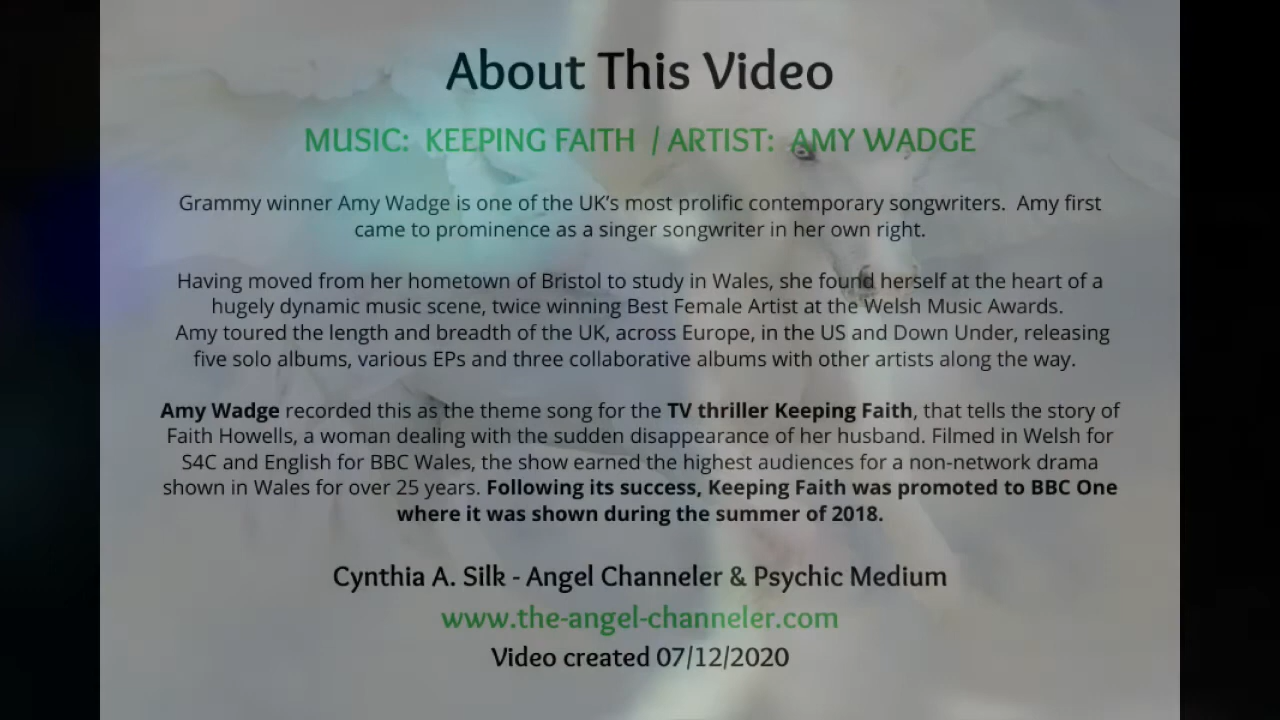 About This Video
MUSIC: KEEPING FAITH / ARTIST: AMY WADGE
Grammy winner Amy Wadge is one of the UK's most prolific contemporary songwriters. Amy first
came to prominence as a singer songwriter in her own right.
Having moved from her hometown of Bristol to study in Wales, she found herself at the heart of a
hugely dynamic music scene, twice winning Best Female Artist at the Welsh Music Awards.
Amy toured the length and breadth of the UK, across Europe, in the US and Down Under, releasing
five solo albums, various EPs and three collaborative albums with other artists along the way.
Amy Wadge recorded this as the theme song for the TV thriller Keeping Faith, that tells the story of
Faith Howells, a woman dealing with the sudden disappearance of her husband. Filmed in Welsh for
S4C and English for BBC Wales, the show earned the highest audiences for a non-network drama
shown in Wales for over 25 years. Following its success, Keeping Faith was promoted to BBC One
where it was shown during the summer of 2018.
Cynthia A. Silk - Angel Channeler & Psychic Medium
www.the-angel-channeler.com
Video created 07/12/2020